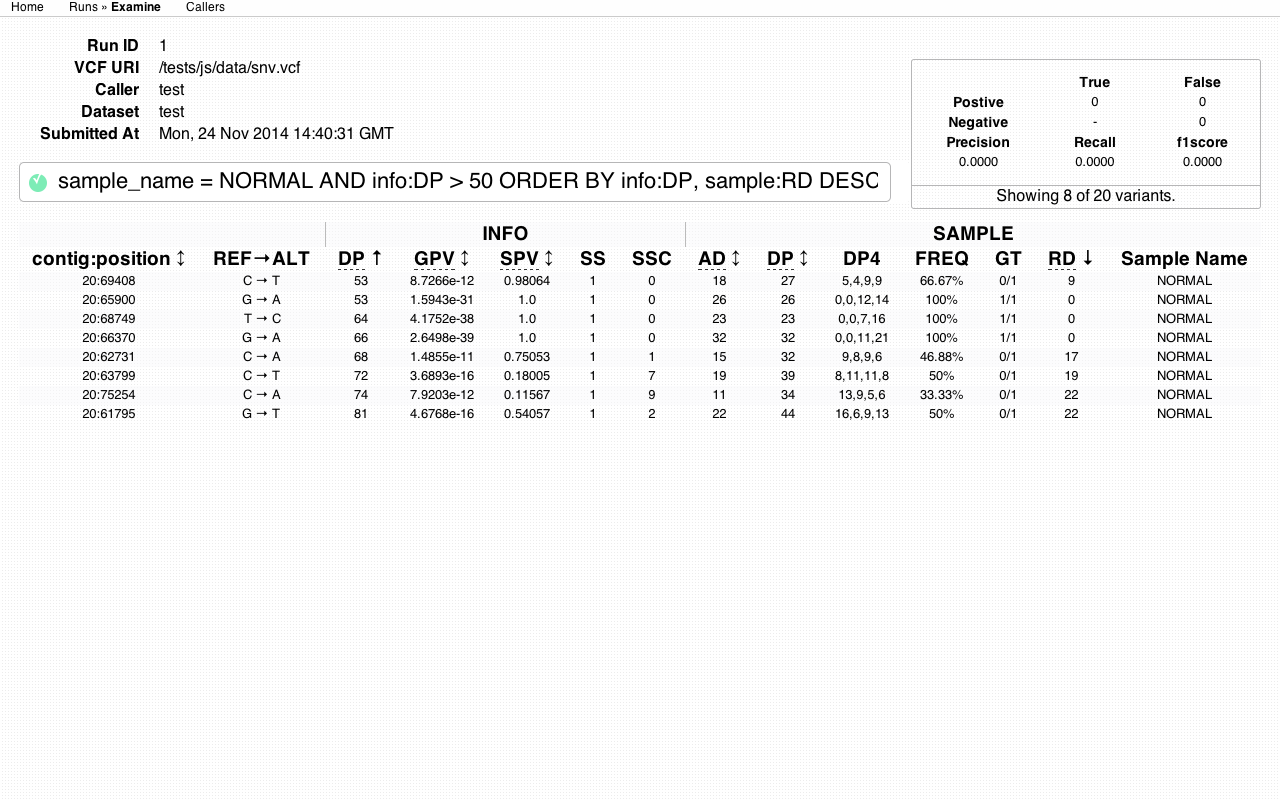 Home Runs » Examine Callers
Run ID 1
VCF URI /tests/js/data/snv.vcf
Caller test
Dataset test
Submitted At Mon, 24 Nov 2014 14:40:31 GMT
True False
Postive 0 0
Negative - 0
Precision Recall f1score
0.0000 0.0000 0.0000
Showing 8 of 20 variants.
sample_name = NORMAL AND info:DP > 50 ORDER BY info:DP, sample:RD DESC
INFO SAMPLE
contig:position ↕ REF→ALT DP ↑ GPV ↕ SPV ↕ SS SSC AD ↕ DP ↕ DP4 FREQ GT RD ↓ Sample Name
20:69408 C → T 53 8.7266e-12 0.98064 1 0 18 27 5,4,9,9 66.67% 0/1 9 NORMAL
20:65900 G → A 53 1.5943e-31 1.0 1 0 26 26 0,0,12,14 100% 1/1 0 NORMAL
20:68749 T → C 64 4.1752e-38 1.0 1 0 23 23 0,0,7,16 100% 1/1 0 NORMAL
20:66370 G → A 66 2.6498e-39 1.0 1 0 32 32 0,0,11,21 100% 1/1 0 NORMAL
20:62731 C → A 68 1.4855e-11 0.75053 1 1 15 32 9,8,9,6 46.88% 0/1 17 NORMAL
20:63799 C → T 72 3.6893e-16 0.18005 1 7 19 39 8,11,11,8 50% 0/1 19 NORMAL
20:75254 C → A 74 7.9203e-12 0.11567 1 9 11 34 13,9,5,6 33.33% 0/1 22 NORMAL
20:61795 G → T 81 4.6768e-16 0.54057 1 2 22 44 16,6,9,13 50% 0/1 22 NORMAL